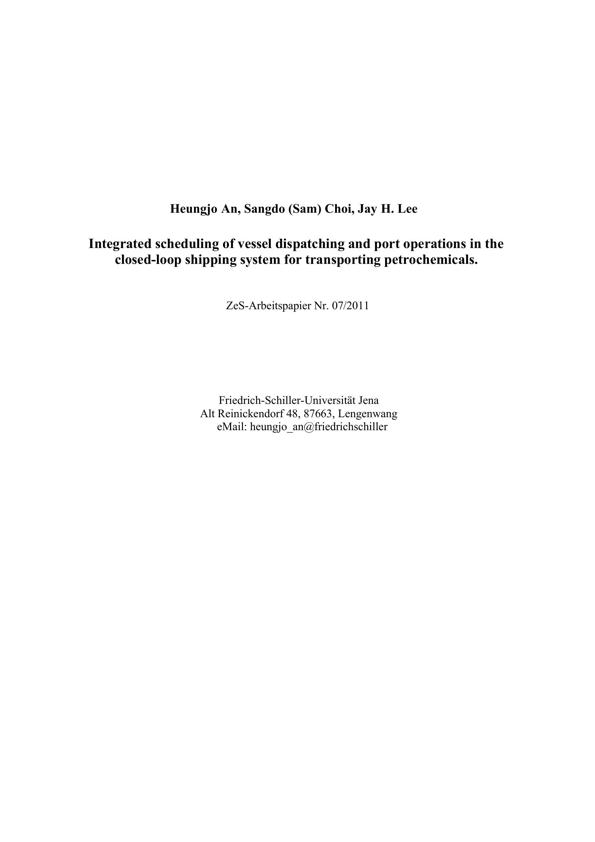 Heungjo An, Sangdo (Sam) Choi, Jay H. Lee
Integrated scheduling of vessel dispatching and port operations in the
closed-loop shipping system for transporting petrochemicals.
ZeS-Arbeitspapier Nr. 07/2011
Friedrich-Schiller-Universität Jena
Alt Reinickendorf 48, 87663, Lengenwang
eMail: heungjo_an@friedrichschiller